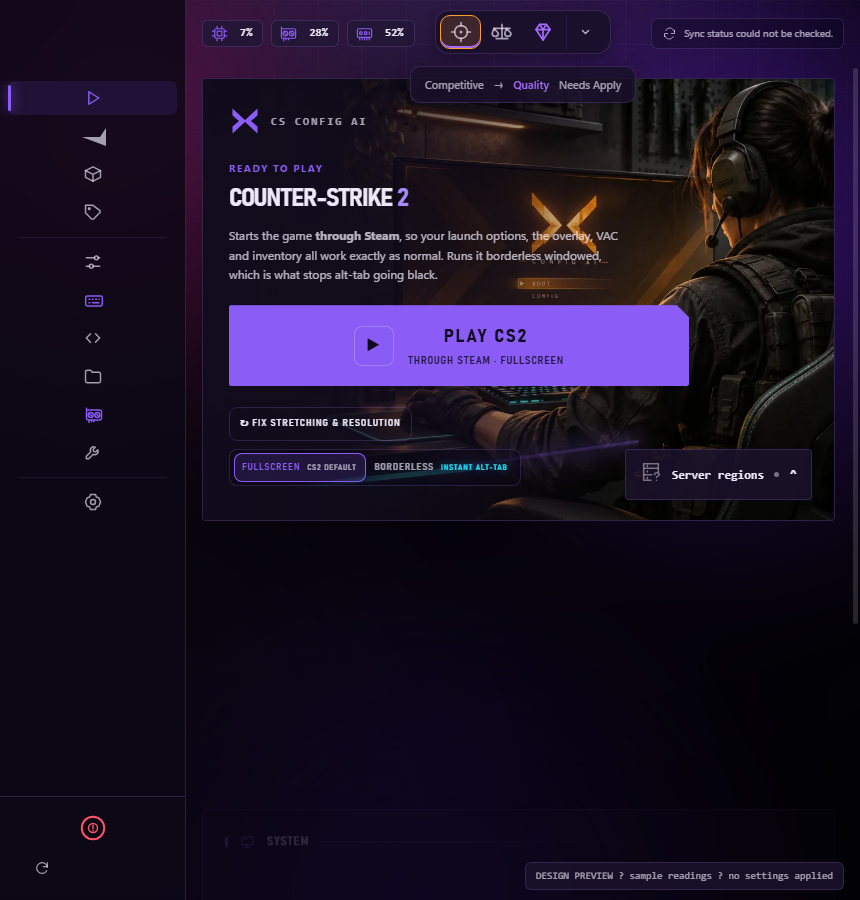 7%
28%
52%
Sync status could not be checked.
Competitive → Quality Needs Apply
CS CONFIG AI
READY TO PLAY
COUNTER-STRIKE 2
Starts the game through Steam, so your launch options, the overlay, VAC
and inventory all work exactly as normal. Runs it borderless windowed,
which is what stops alt-tab going black.
CONFIG AI
ROOT
CONFIG
PLAY CS2
THROUGH STEAM · FULLSCREEN
↻ FIX STRETCHING & RESOLUTION
FULLSCREEN CS2 DEFAULT BORDERLESS INSTANT ALT-TAB
Server regions
SYSTEM
DESIGN PREVIEW ? sample readings ? no settings applied